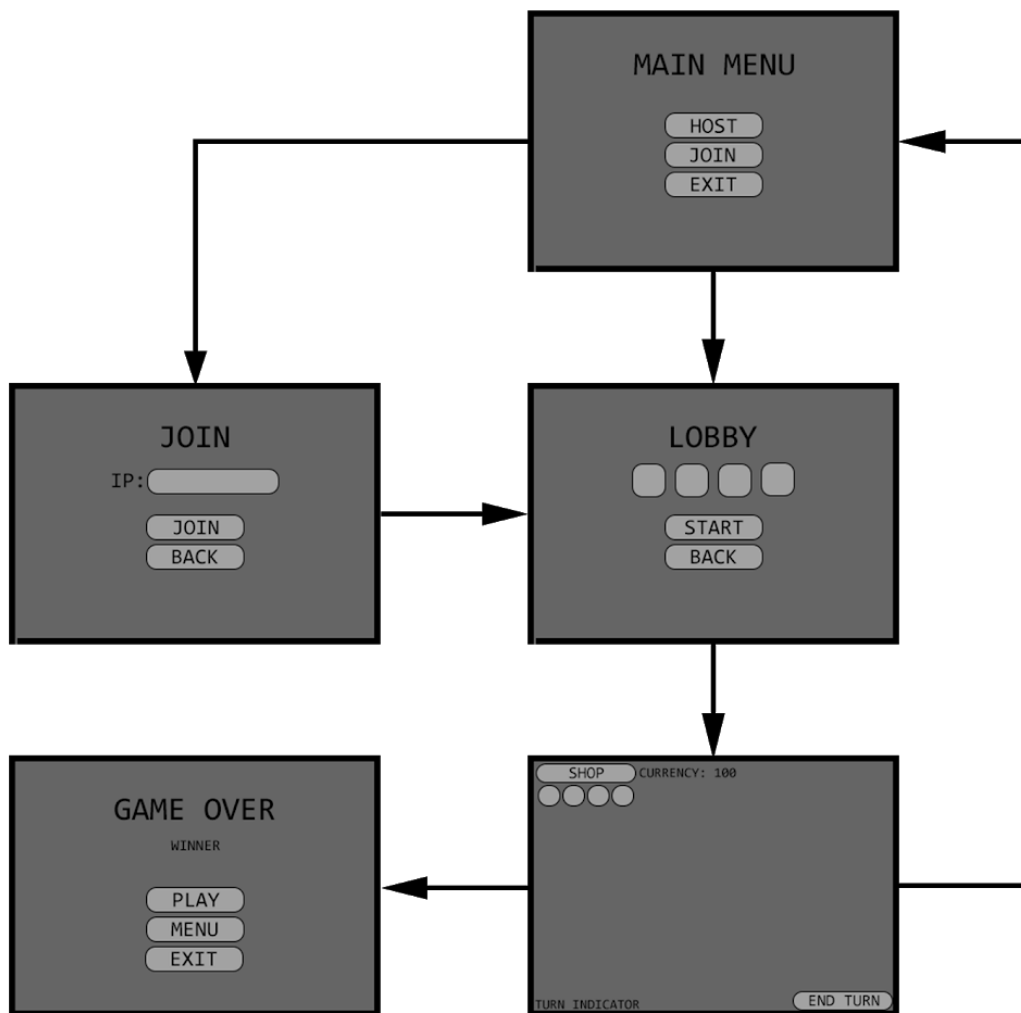 MAIN MENU
HOST
JOIN
EXIT
JOIN
IP:
JOIN
BACK
LOBBY
START
BACK
GAME OVER
WINNER
PLAY
MENU
EXIT
SHOP CURRENCY: 100
TURN INDICATOR
END TURN